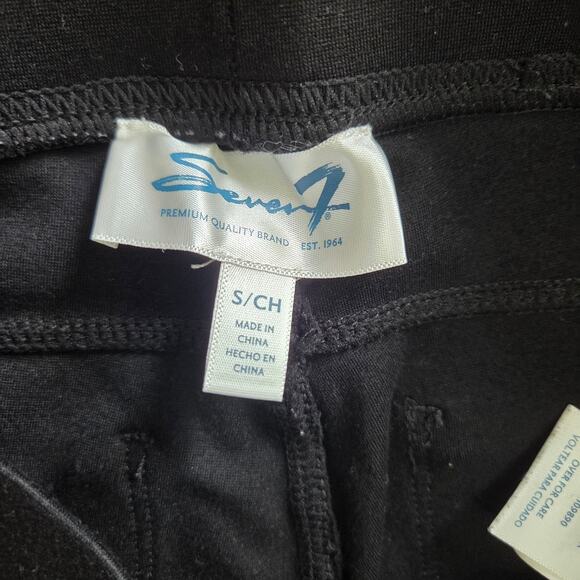 Seven7®
PREMIUM QUALITY BRAND EST. 1964
S/CH
MADE IN
CHINA
HECHO EN
CHINA
OVER FOR CARE
VOLTEAR PARA CUIDADO